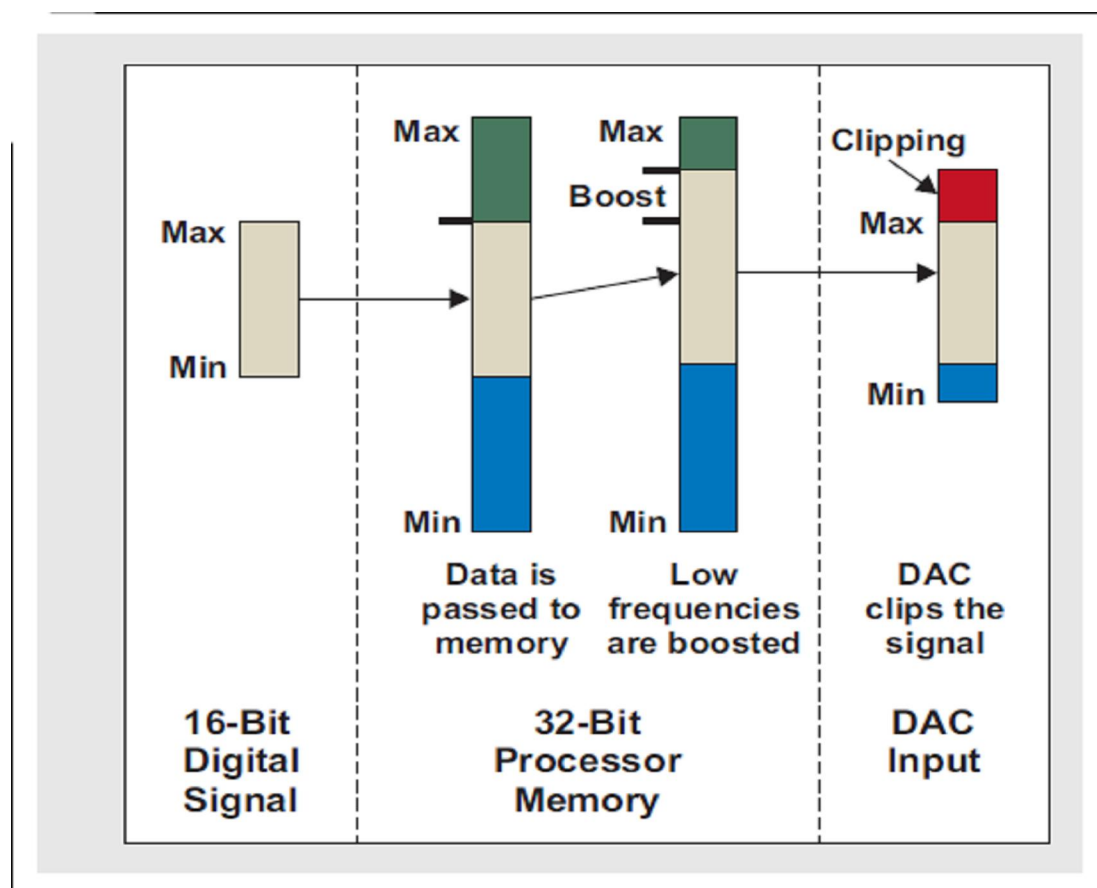 Max
Min
16-Bit
Digital
Signal
Max
Min
Data is
passed to
memory
Max
Boost
Min
Low
frequencies
are boosted
32-Bit
Processor
Memory
Clipping
Max
Min
DAC
clips the
signal
DAC
Input